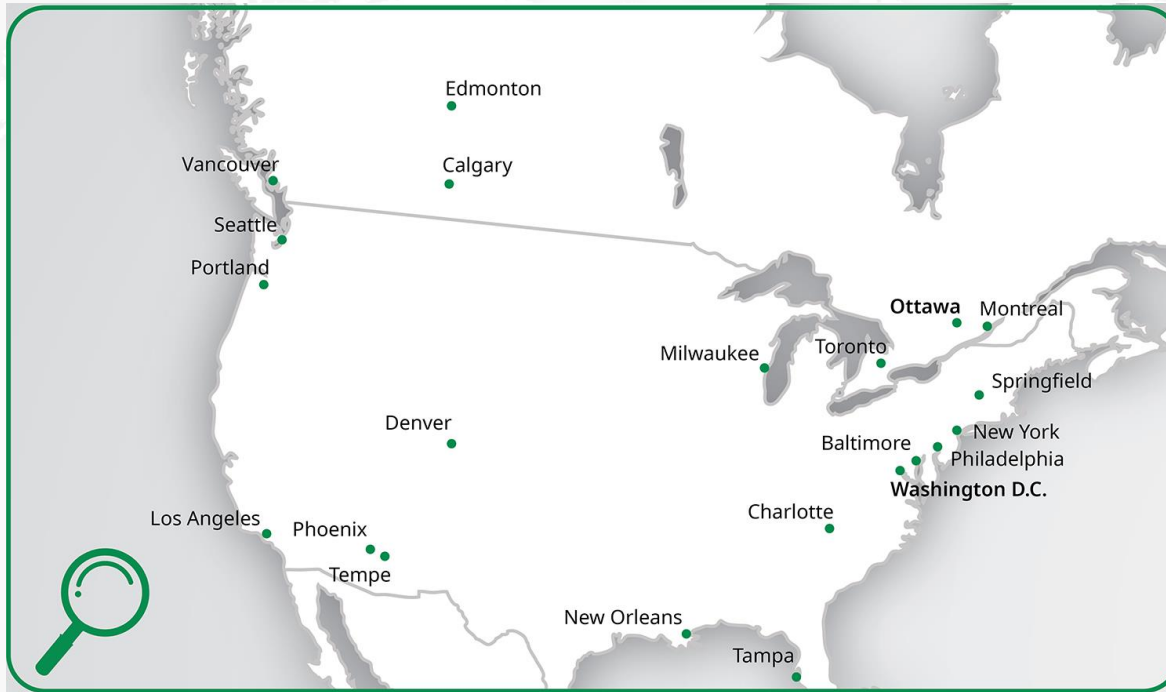 Edmonton
Vancouver
Calgary
Seattle
Portland
Ottawa
Montreal
Milwaukee
Toronto
Springfield
Denver
New York
Baltimore
Philadelphia
Washington D.C.
Los Angeles
Phoenix
Charlotte
Tempe
New Orleans
Tampa